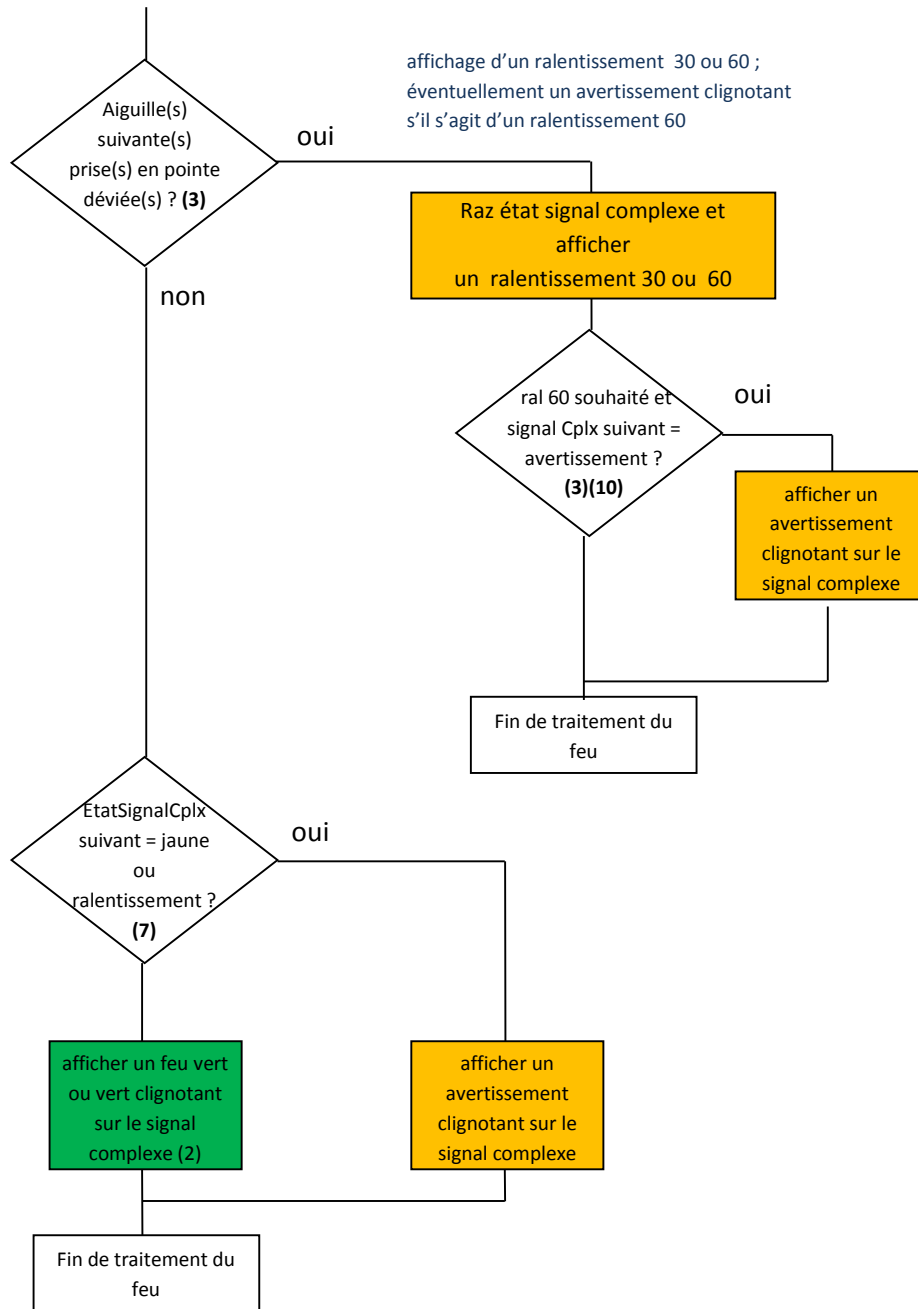 affichage d'un ralentissement 30 ou 60 ;
éventuellement un avertissement clignotant
s'il s'agit d'un ralentissement 60
Aiguille(s)
suivante(s)
prise(s) en pointe
déviée(s) ? (3)
oui
Raz état signal complexe et
afficher
un ralentissement 30 ou 60
non
ral 60 souhaité et
signal Cplx suivant =
avertissement ?
(3)(10)
oui
afficher un
avertissement
clignotant sur le
signal complexe
Fin de traitement du
feu
EtatSignalCplx
suivant = jaune
ou
ralentissement ?
(7)
oui
afficher un feu vert
ou vert clignotant
sur le signal
complexe (2)
afficher un
avertissement
clignotant sur le
signal complexe
Fin de traitement du
feu